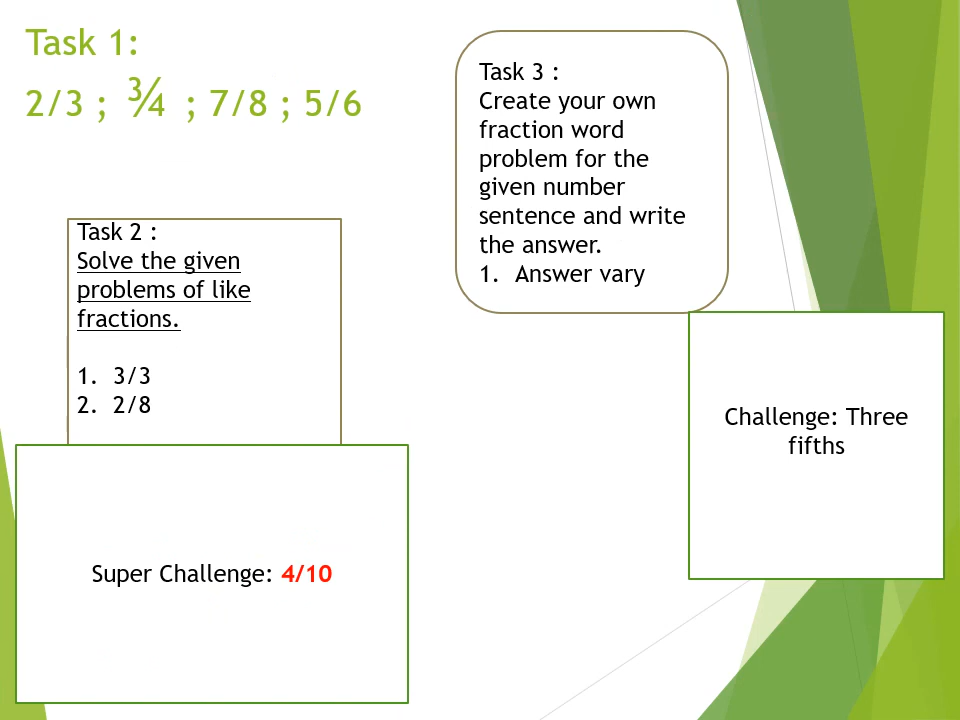 Task 1:
2/3 ; ¾ ; 7/8 ; 5/6
Task 3 :
Create your own
fraction word
problem for the
given number
sentence and write
the answer.
1. Answer vary
Task 2 :
Solve the given
problems of like
fractions.
1. 3/3
2. 2/8
Challenge: Three
fifths
Super Challenge: 4/10